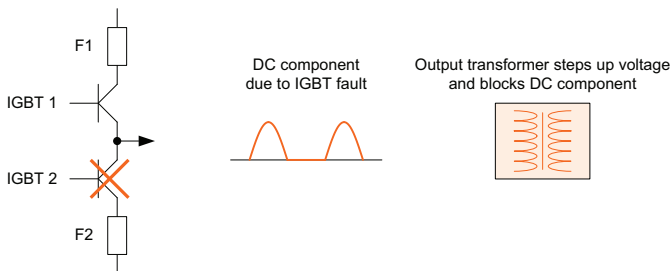 F1
IGBT 1
IGBT 2
F2
DC component
due to IGBT fault
Output transformer steps up voltage
and blocks DC component